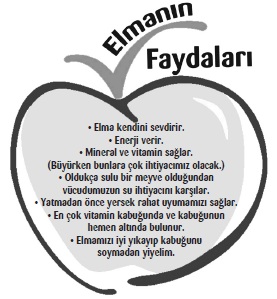 Elmanın
Faydaları
• Elma kendini sevdirir.
• Enerji verir.
• Mineral ve vitamin sağlar.
(Büyürken bunlara çok ihtiyacımız olacak.)
• Oldukça sulu bir meyve olduğundan
vücudumuzun su ihtiyacını karşılar.
• Yatmadan önce yersek rahat uyumamızı sağlar.
• En çok vitamin kabuğunda ve kabuğunun
hemen altında bulunur.
• Elmamızı iyi yıkayıp kabuğunu
soymadan yiyelim.